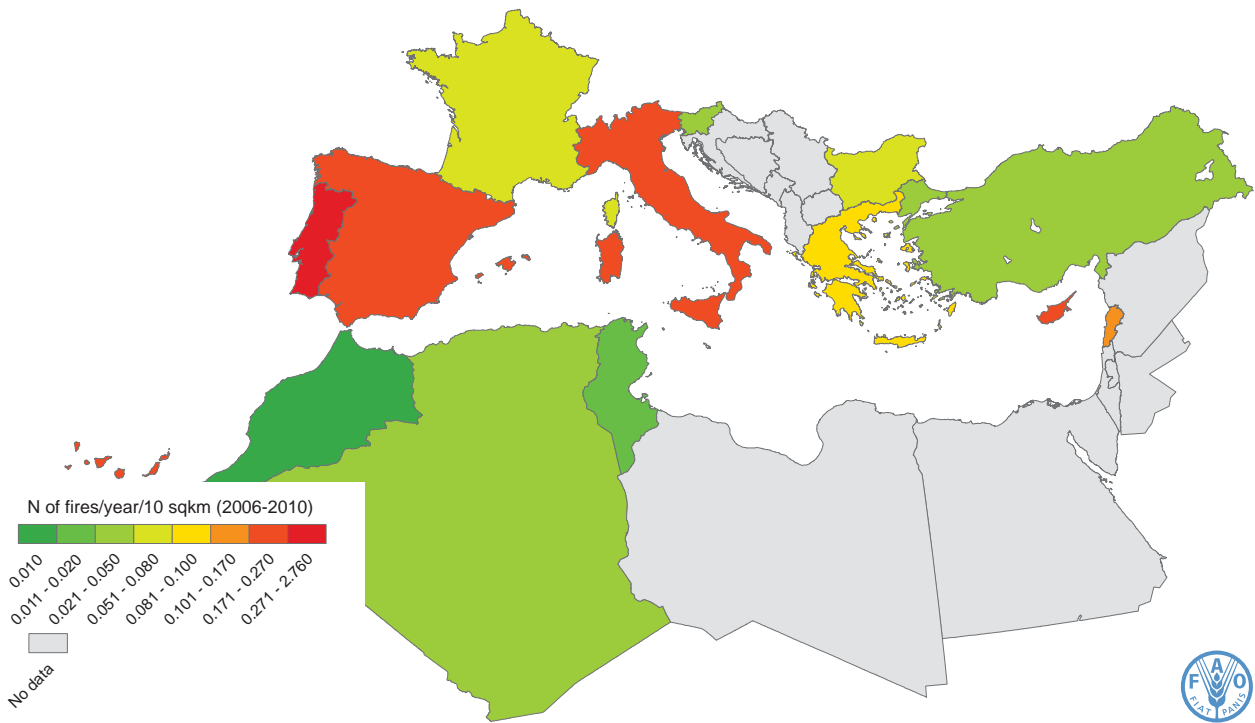 N of fires/year/10 sqkm (2006-2010)
0.010
0.011 - 0.020
0.021 - 0.050
0.051 - 0.080
0.081 - 0.100
0.101 - 0.170
0.171 - 0.270
0.271 - 2.760
No data
F A O
FIAT PANIS